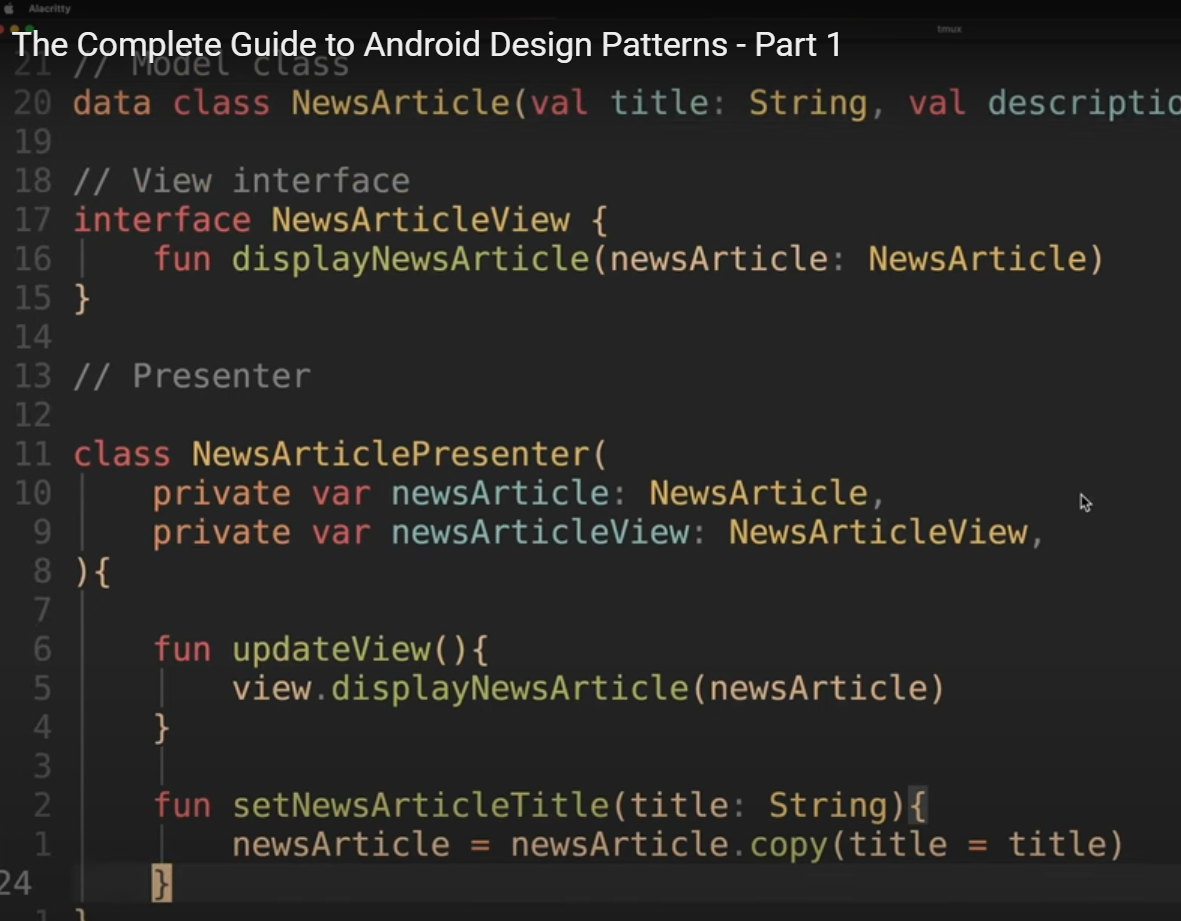 Alacritty
tmux
The Complete Guide to Android Design Patterns - Part 1
21 // Model class
20 data class NewsArticle(val title: String, val descriptio
19
18 // View interface
17 interface NewsArticleView {
16 fun displayNewsArticle(newsArticle: NewsArticle)
15 }
14
13 // Presenter
12
11 class NewsArticlePresenter(
10 private var newsArticle: NewsArticle,
9 private var newsArticleView: NewsArticleView,
8 ){
7
6 fun updateView(){
5 view.displayNewsArticle(newsArticle)
4 }
3
2 fun setNewsArticleTitle(title: String){
1 newsArticle = newsArticle.copy(title = title)
24 }
1 }